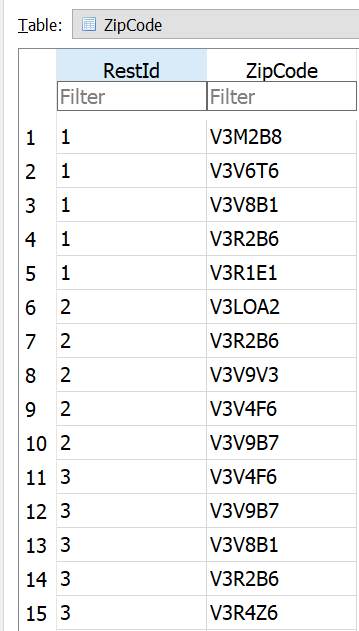 Table: ZipCode
RestId ZipCode
Filter Filter
1 1 V3M2B8
2 1 V3V6T6
3 1 V3V8B1
4 1 V3R2B6
5 1 V3R1E1
6 2 V3LOA2
7 2 V3R2B6
8 2 V3V9V3
9 2 V3V4F6
10 2 V3V9B7
11 3 V3V4F6
12 3 V3V9B7
13 3 V3V8B1
14 3 V3R2B6
15 3 V3R4Z6